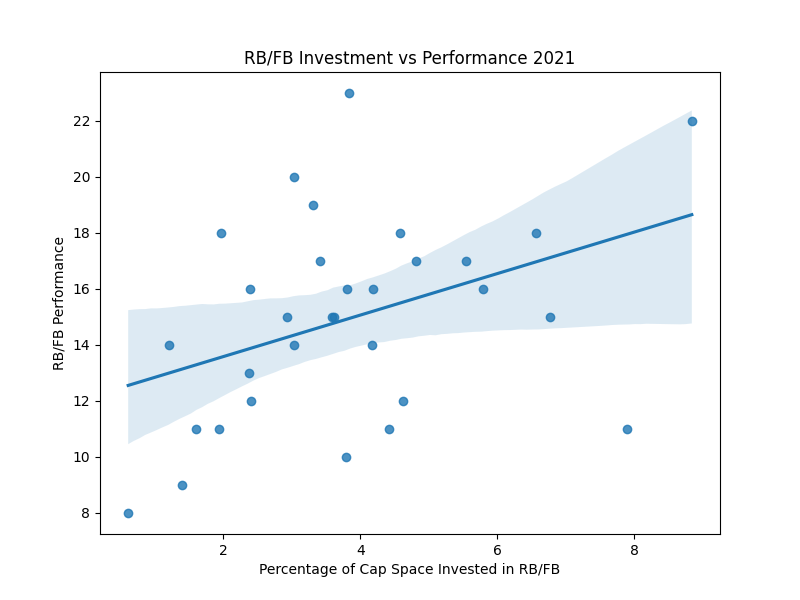 RB/FB Investment vs Performance 2021
22
20
18
16
14
12
10
8
RB/FB Performance
2 4 6 8
Percentage of Cap Space Invested in RB/FB